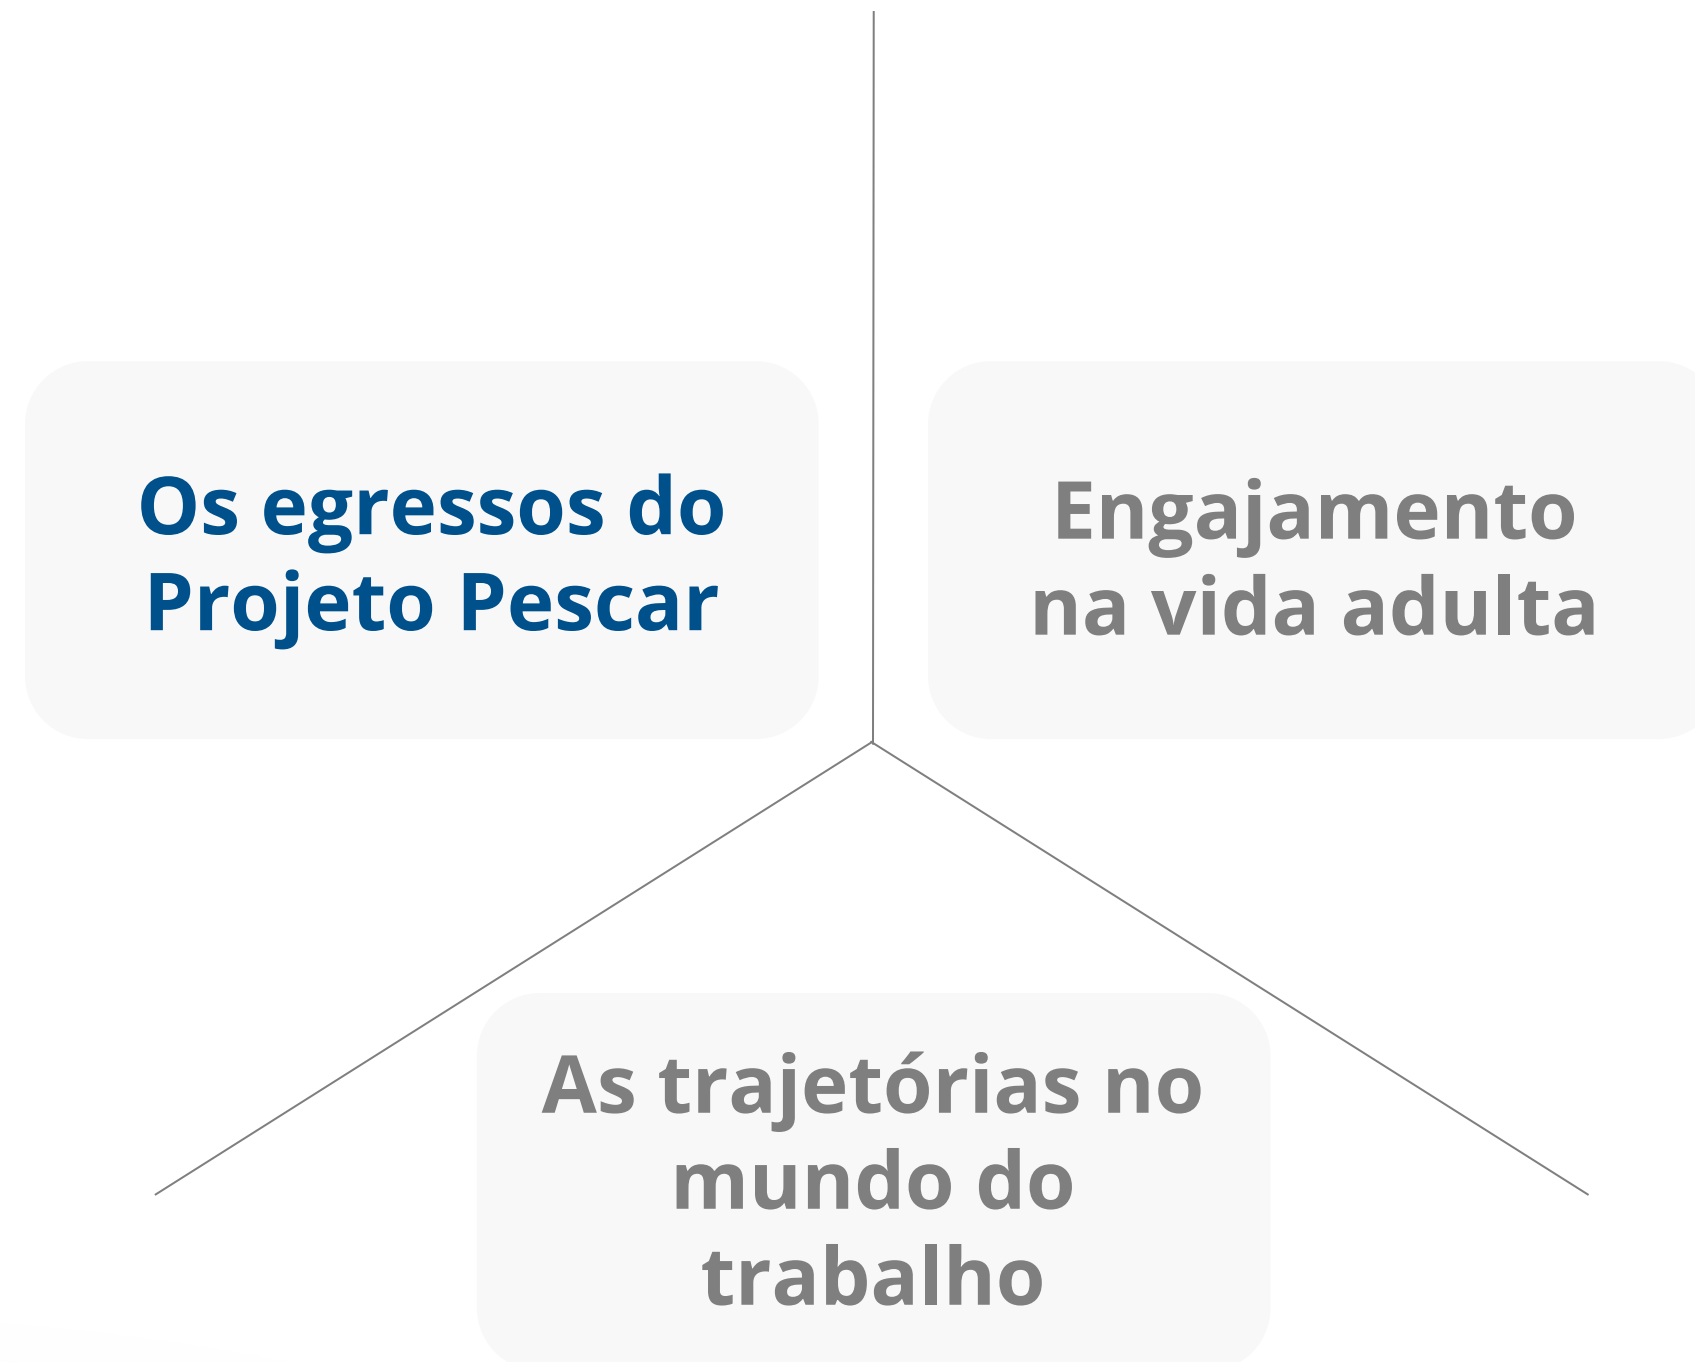 Os egressos do
Projeto Pescar
Engajamento
na vida adulta
As trajetórias no
mundo do
trabalho